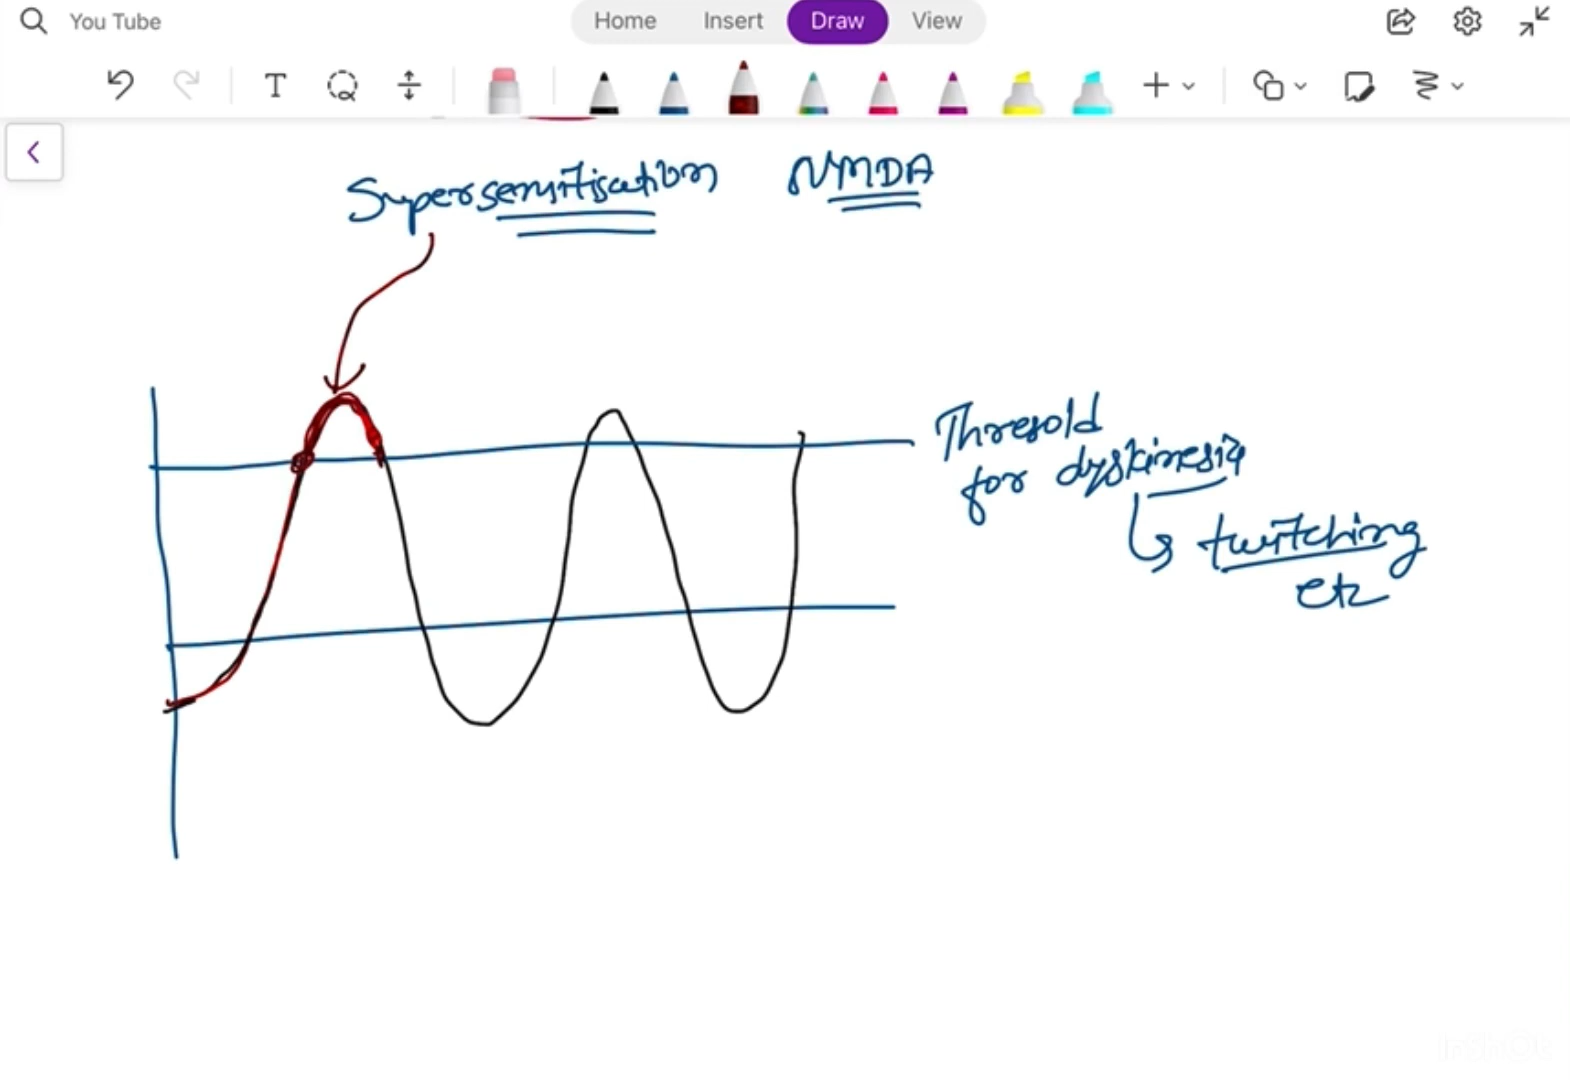 You Tube
Home Insert Draw View
T
Supersensitisation NMDA
Thresold
for dyskinesia
twitching
etc